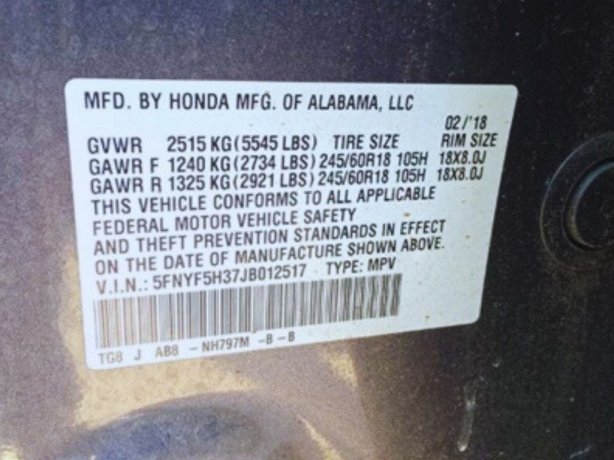 MFD. BY HONDA MFG. OF ALABAMA, LLC
02/'18
GVWR 2515 KG (5545 LBS) TIRE SIZE RIM SIZE
GAWR F 1240 KG (2734 LBS) 245/60R18 105H 18X8.0J
GAWR R 1325 KG (2921 LBS) 245/60R18 105H 18X8.0J
THIS VEHICLE CONFORMS TO ALL APPLICABLE
FEDERAL MOTOR VEHICLE SAFETY
AND THEFT PREVENTION STANDARDS IN EFFECT
ON THE DATE OF MANUFACTURE SHOWN ABOVE.
V.I.N.: 5FNYF5H37JB012517 TYPE: MPV
TG8 J AB8 - NH797M -B - B